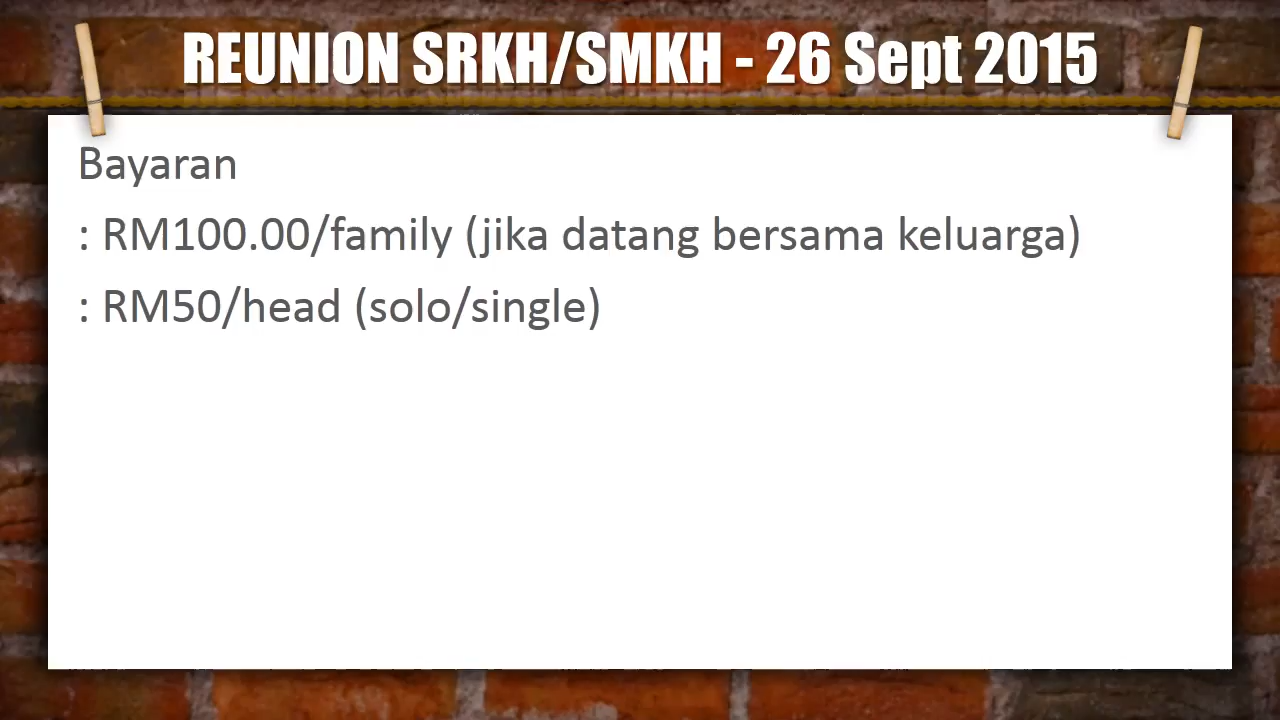 REUNION SRKH/SMKH - 26 Sept 2015
Bayaran
: RM100.00/family (jika datang bersama keluarga)
: RM50/head (solo/single)